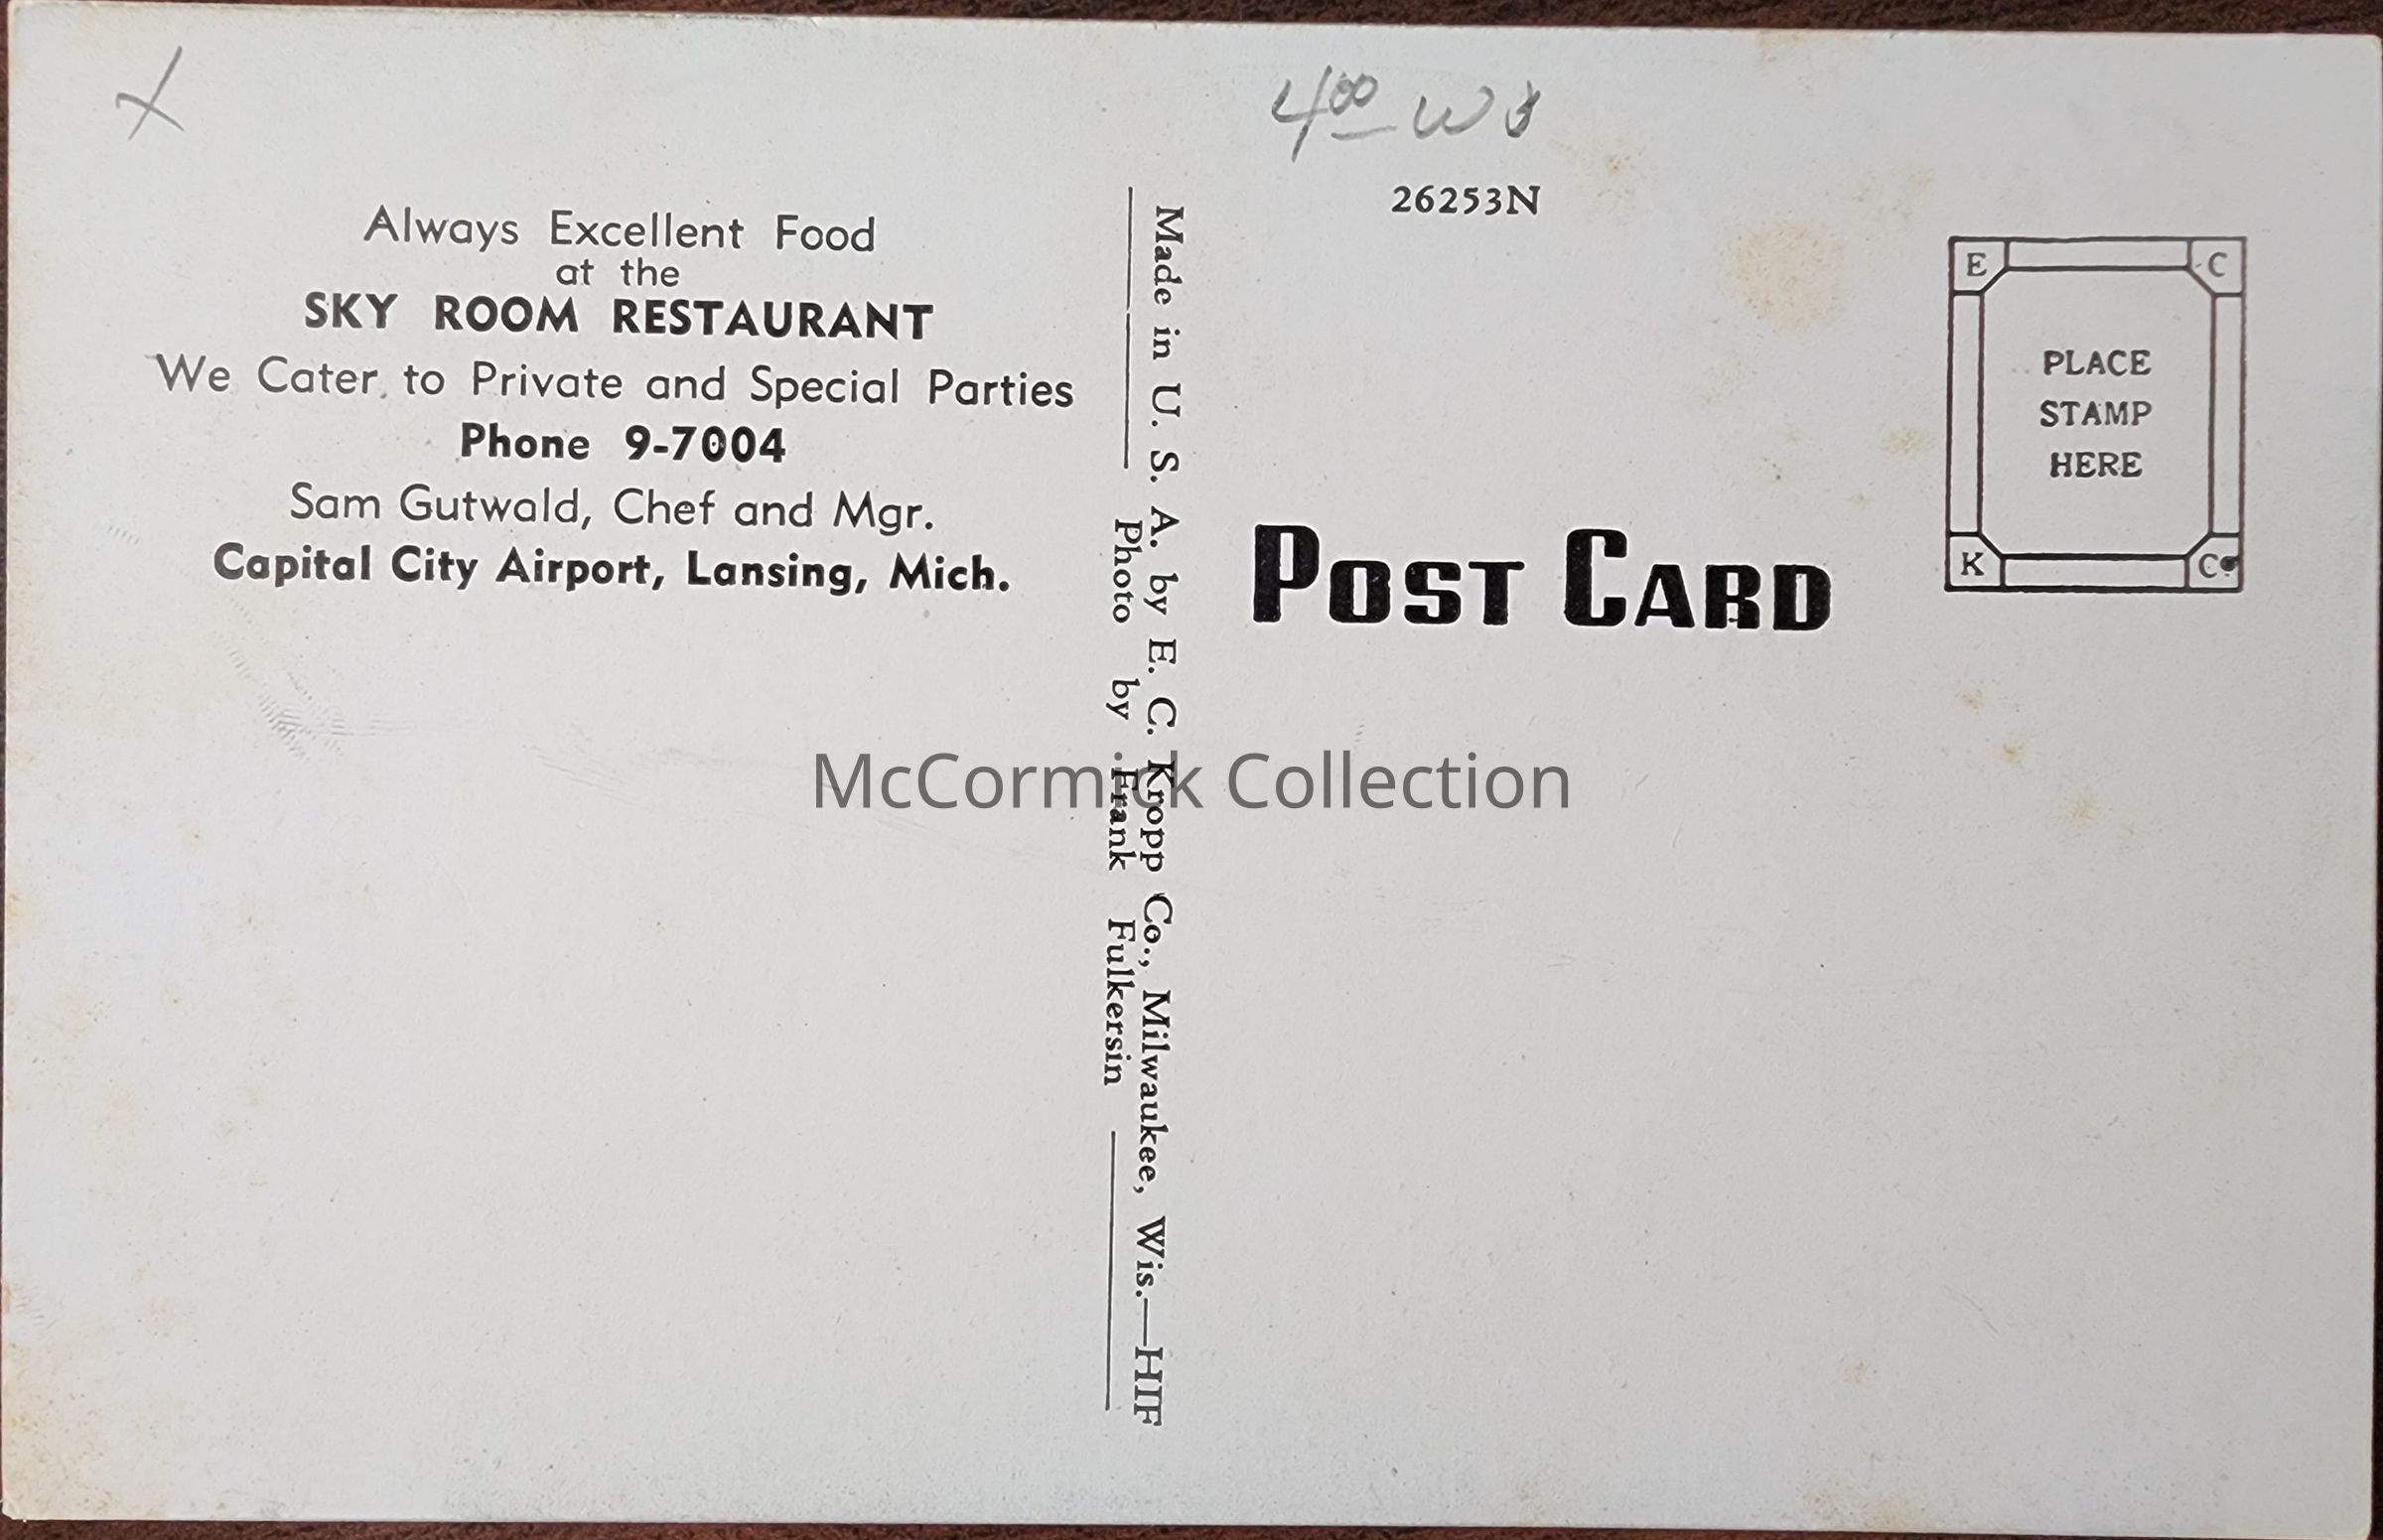 X
Always Excellent Food
at the
SKY ROOM RESTAURANT
We Cater to Private and Special Parties
Phone 9-7004
Sam Gutwald, Chef and Mgr.
Capital City Airport, Lansing, Mich.
Made in U. S. A. by E. C. Kropp Co., Milwaukee, Wis.—HIF
Photo by Frank Fulkersin
400
26253N
E C
PLACE
STAMP
HERE
K Co
POST CARD
McCormick Collection